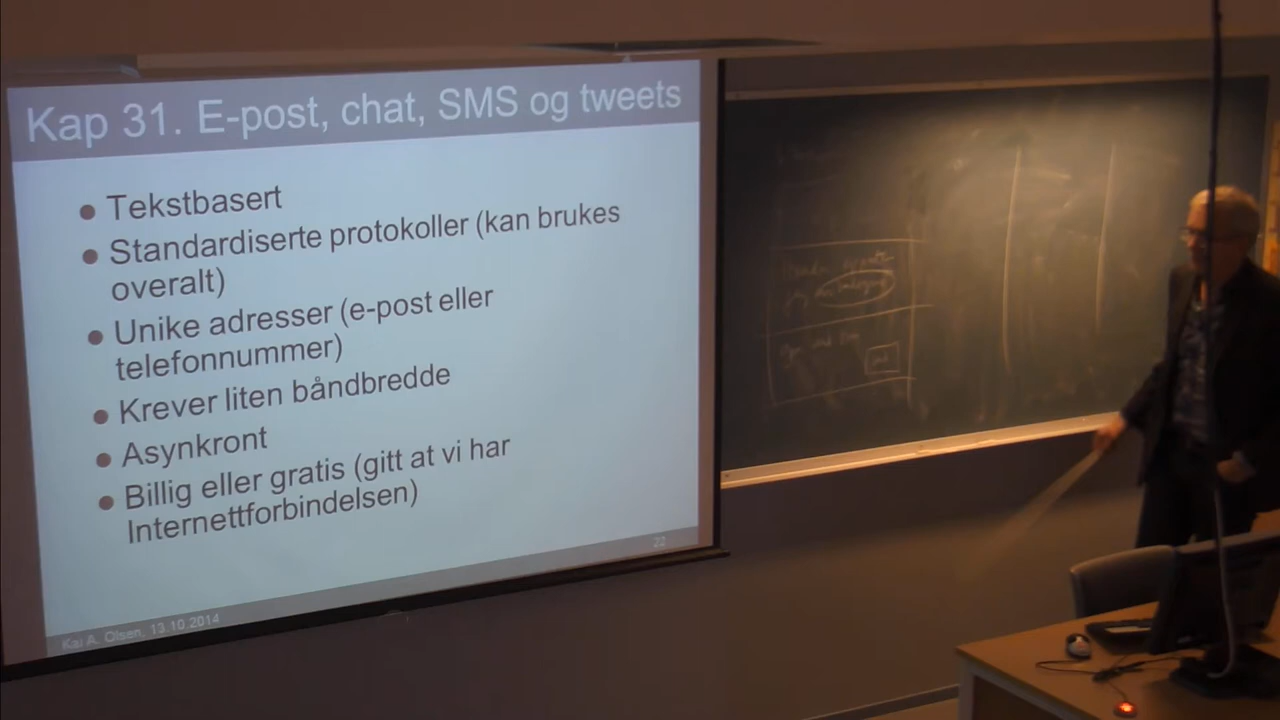 Kap 31. E-post, chat, SMS og tweets
● Tekstbasert
● Standardiserte protokoller (kan brukes
overalt)
● Unike adresser (e-post eller
telefonnummer)
● Krever liten båndbredde
● Asynkront
● Billig eller gratis (gitt at vi har
Internettforbindelsen)
22
Kai A. Olsen, 13.10.2014